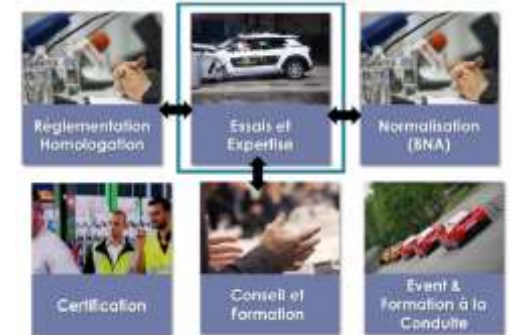 Réglementation
Homologation
Essais et
Expertise
Normalisation
(BNA)
Certification
Conseil et
Formation
Event &
Formation à la
Conduite